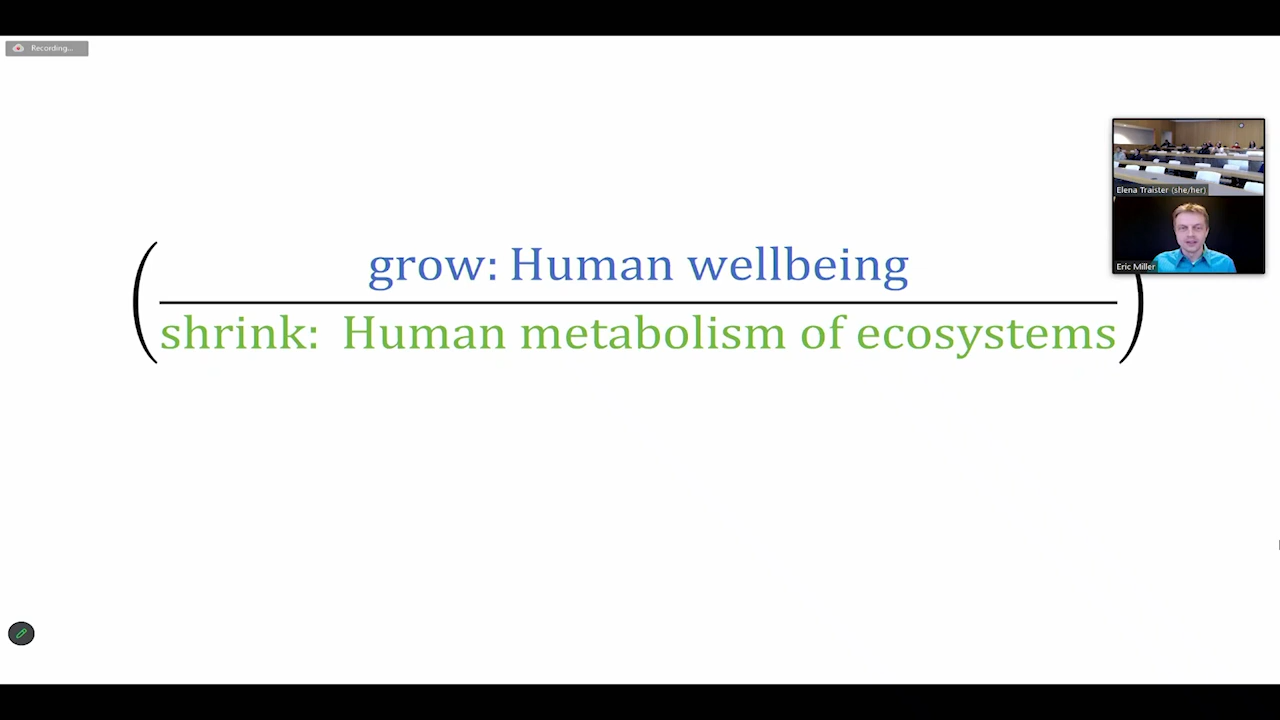 Recording...
grow: Human wellbeing
shrink: Human metabolism of ecosystems
Elena Traister (she/her)
Eric Miller